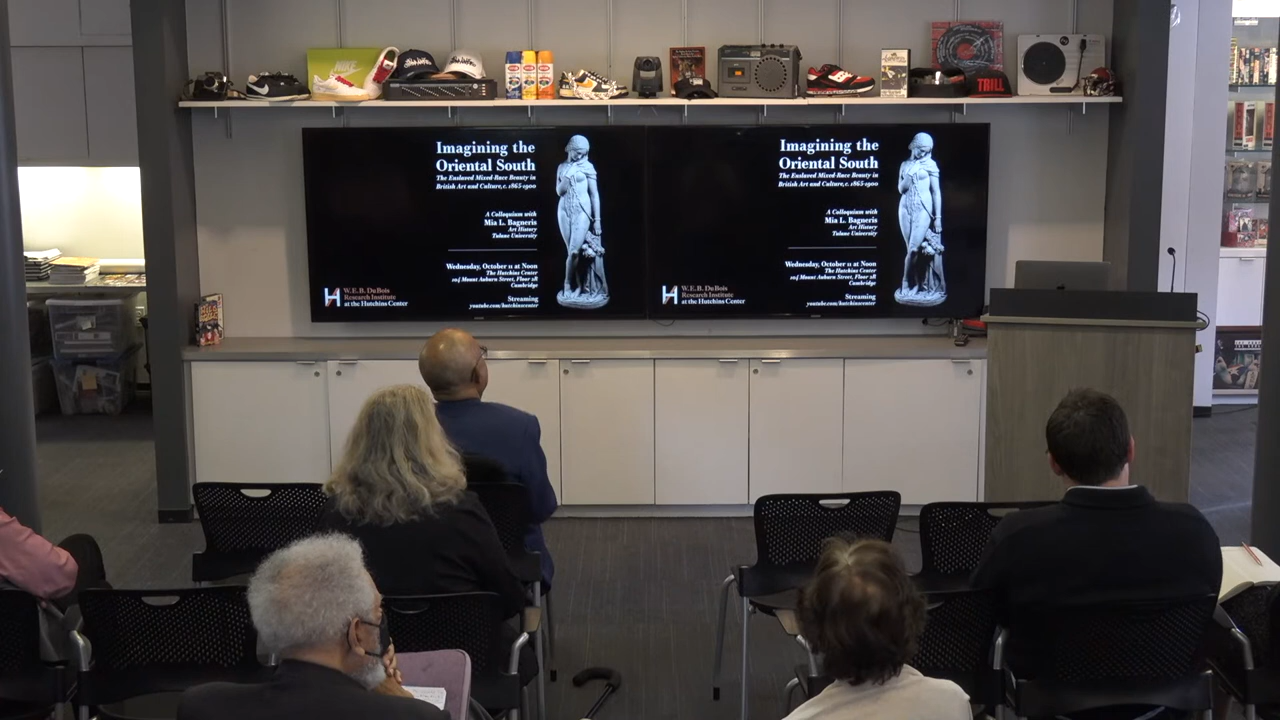 NIKE
TRILL
Imagining the
Oriental South
The Enslaved Mixed-Race Beauty in
British Art and Culture, c. 1865-1900
A Colloquium with
Mia L. Bagneris
Art History
Tulane University
Wednesday, October 11 at Noon
The Hutchins Center
104 Mount Auburn Street, Floor 3R
Cambridge
Streaming
youtube.com/hutchinscenter
W.E.B. Du Bois
Research Institute
at the Hutchins Center
Imagining the
Oriental South
The Enslaved Mixed-Race Beauty in
British Art and Culture, c. 1865-1900
A Colloquium with
Mia L. Bagneris
Art History
Tulane University
Wednesday, October 11 at Noon
The Hutchins Center
104 Mount Auburn Street, Floor 3R
Cambridge
Streaming
youtube.com/hutchinscenter
W.E.B. Du Bois
Research Institute
at the Hutchins Center